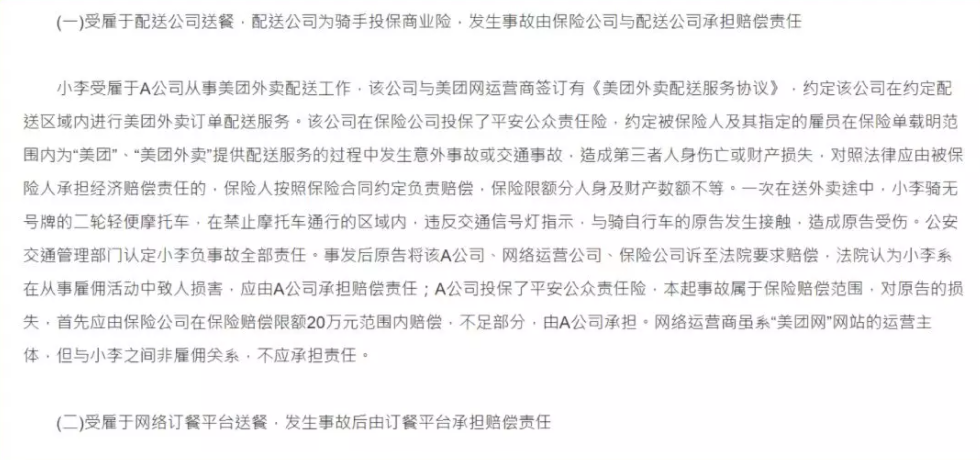 (一)受雇于配送公司送餐，配送公司为骑手投保商业险，发生事故由保险公司与配送公司承担赔偿责任
小李受雇于A公司从事美团外卖配送工作，该公司与美团网运营商签订有《美团外卖配送服务协议》，约定该公司在约定配
送区域内进行美团外卖订单配送服务。该公司在保险公司投保了平安公众责任险，约定被保险人及其指定的雇员在保险单载明范
围内为“美团”、“美团外卖”提供配送服务的过程中发生意外事故或交通事故，造成第三者人身伤亡或财产损失，对照法律应由被保
险人承担经济赔偿责任的，保险人按照保险合同约定负责赔偿，保险限额分人身及财产数额不等。一次在送外卖途中，小李骑无
号牌的二轮轻便摩托车，在禁止摩托车通行的区域内，违反交通信号灯指示，与骑自行车的原告发生接触，造成原告受伤。公安
交通管理部门认定小李负事故全部责任。事发后原告将该A公司、网络运营公司、保险公司诉至法院要求赔偿，法院认为小李系
在从事雇佣活动中致人损害，应由A公司承担赔偿责任；A公司投保了平安公众责任险，本起事故属于保险赔偿范围，对原告的损
失，首先应由保险公司在保险赔偿限额20万元范围内赔偿，不足部分，由A公司承担。网络运营商虽系“美团网”网站的运营主
体，但与小李之间非雇佣关系，不应承担责任。
(二)受雇于网络订餐平台送餐，发生事故后由订餐平台承担赔偿责任